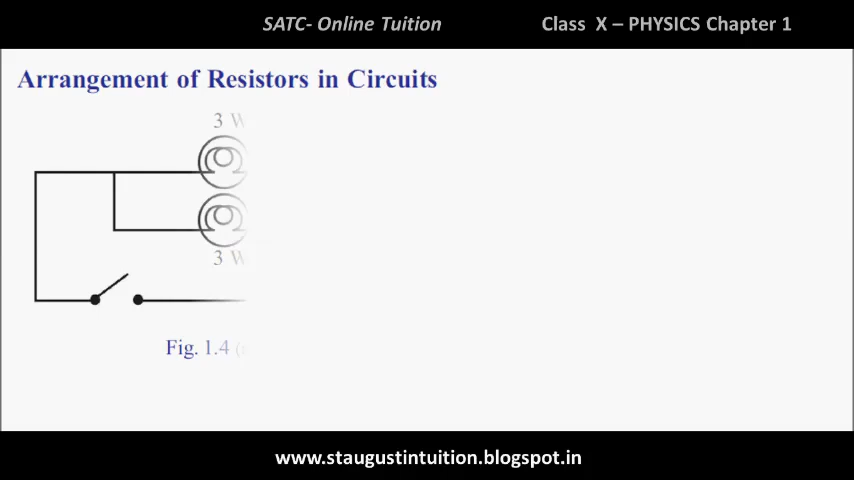 SATC- Online Tuition Class X – PHYSICS Chapter 1
Arrangement of Resistors in Circuits
3 W
3 W
Fig. 1.4
www.staugustintuition.blogspot.in